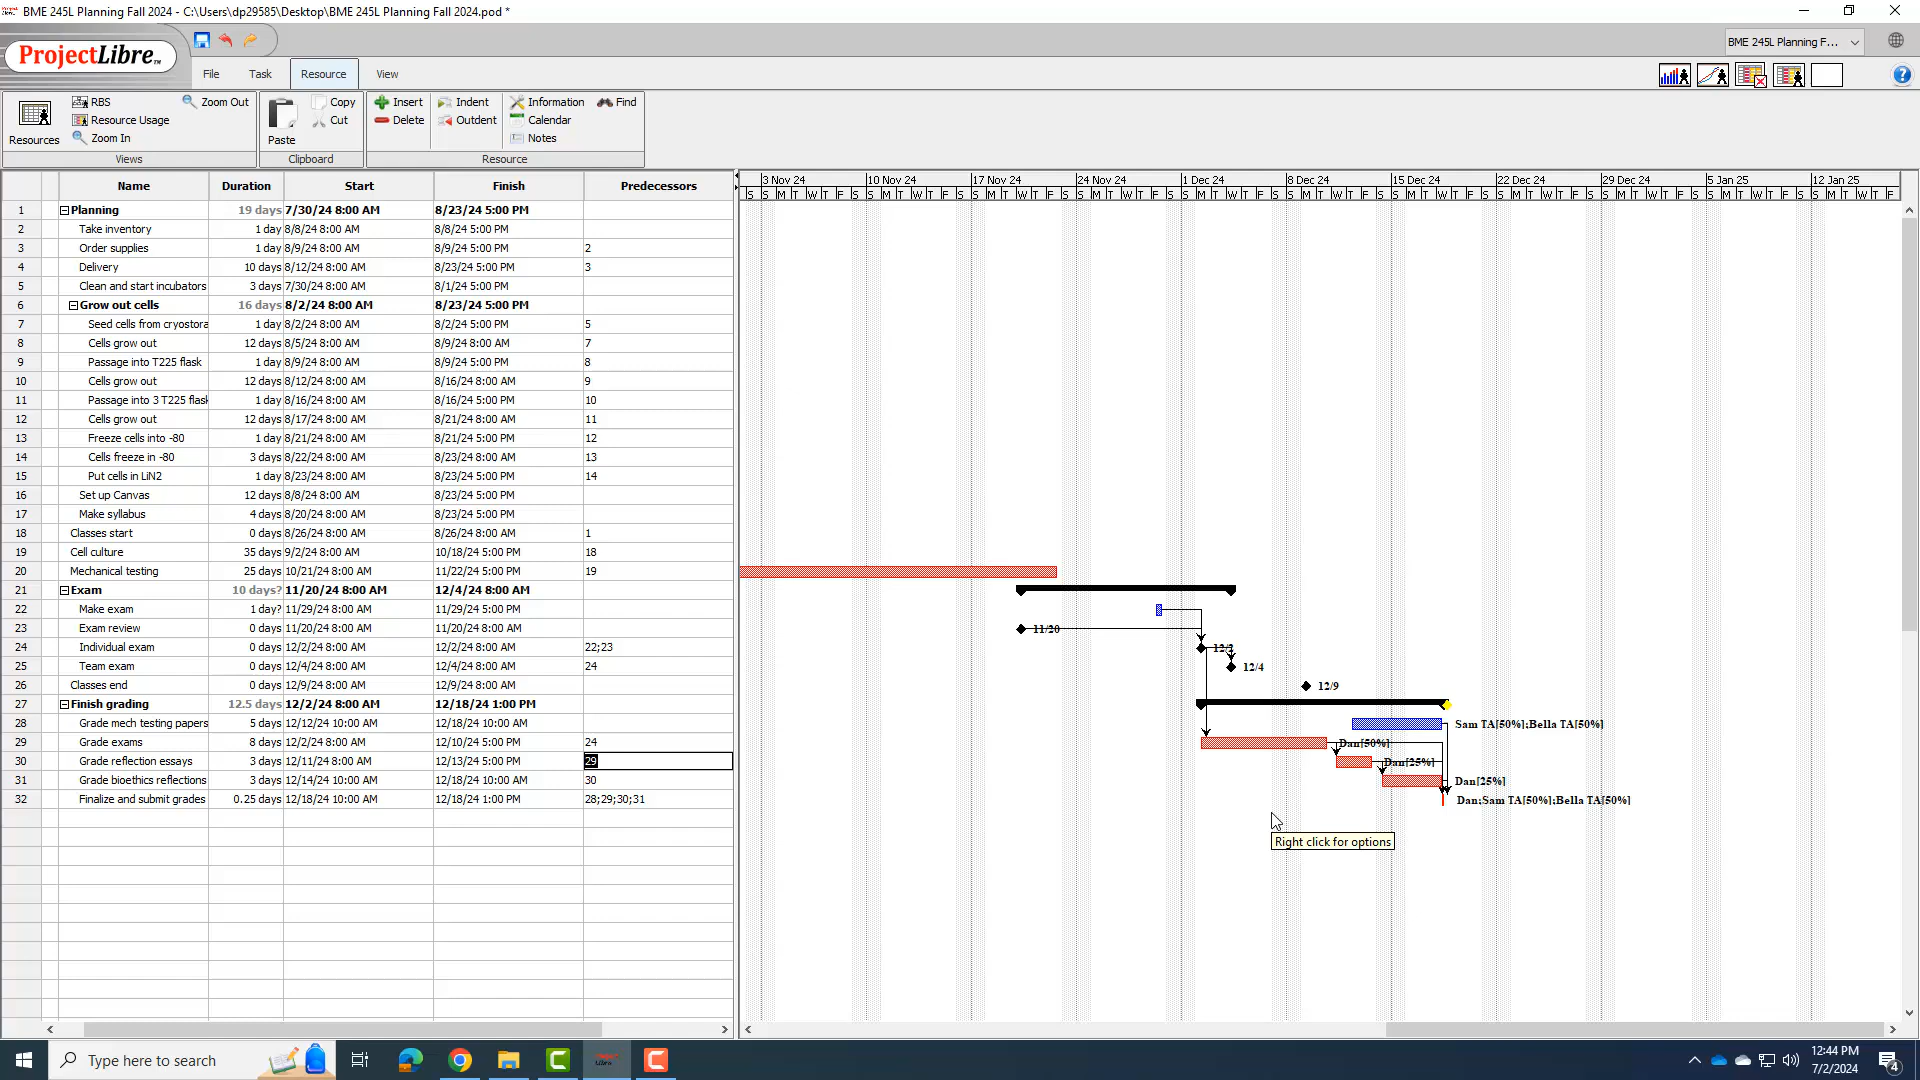 BME 245L Planning Fall 2024 - C:\Users\dp29585\Desktop\BME 245L Planning Fall 2024.pod *
ProjectLibre™
BME 245L Planning F...
File Task Resource View
Resources
RBS
Resource Usage
Zoom In
Zoom Out
Views
Paste
Copy
Cut
Clipboard
Insert
Delete
Indent
Outdent
Information
Calendar
Notes
Find
Resource
Name Duration Start Finish Predecessors
1 Planning 19 days 7/30/24 8:00 AM 8/23/24 5:00 PM
2 Take inventory 1 day 8/8/24 8:00 AM 8/8/24 5:00 PM
3 Order supplies 1 day 8/9/24 8:00 AM 8/9/24 5:00 PM 2
4 Delivery 10 days 8/12/24 8:00 AM 8/23/24 5:00 PM 3
5 Clean and start incubators 3 days 7/30/24 8:00 AM 8/1/24 5:00 PM
6 Grow out cells 16 days 8/2/24 8:00 AM 8/23/24 5:00 PM
7 Seed cells from cryostora 1 day 8/2/24 8:00 AM 8/2/24 5:00 PM 5
8 Cells grow out 12 days 8/5/24 8:00 AM 8/9/24 8:00 AM 7
9 Passage into T225 flask 1 day 8/9/24 8:00 AM 8/9/24 5:00 PM 8
10 Cells grow out 12 days 8/12/24 8:00 AM 8/16/24 8:00 AM 9
11 Passage into 3 T225 flask 1 day 8/16/24 8:00 AM 8/16/24 5:00 PM 10
12 Cells grow out 12 days 8/17/24 8:00 AM 8/21/24 8:00 AM 11
13 Freeze cells into -80 1 day 8/21/24 8:00 AM 8/21/24 5:00 PM 12
14 Cells freeze in -80 3 days 8/22/24 8:00 AM 8/23/24 8:00 AM 13
15 Put cells in LiN2 1 day 8/23/24 8:00 AM 8/23/24 5:00 PM 14
16 Set up Canvas 12 days 8/8/24 8:00 AM 8/23/24 5:00 PM
17 Make syllabus 4 days 8/20/24 8:00 AM 8/23/24 5:00 PM
18 Classes start 0 days 8/26/24 8:00 AM 8/26/24 8:00 AM 1
19 Cell culture 35 days 9/2/24 8:00 AM 10/18/24 5:00 PM 18
20 Mechanical testing 25 days 10/21/24 8:00 AM 11/22/24 5:00 PM 19
21 Exam 10 days? 11/20/24 8:00 AM 12/4/24 8:00 AM
22 Make exam 1 day? 11/29/24 8:00 AM 11/29/24 5:00 PM
23 Exam review 0 days 11/20/24 8:00 AM 11/20/24 8:00 AM
24 Individual exam 0 days 12/2/24 8:00 AM 12/2/24 8:00 AM 22;23
25 Team exam 0 days 12/4/24 8:00 AM 12/4/24 8:00 AM 24
26 Classes end 0 days 12/9/24 8:00 AM 12/9/24 8:00 AM
27 Finish grading 12.5 days 12/2/24 8:00 AM 12/18/24 1:00 PM
28 Grade mech testing papers 5 days 12/12/24 10:00 AM 12/18/24 10:00 AM
29 Grade exams 8 days 12/2/24 8:00 AM 12/10/24 5:00 PM 24
30 Grade reflection essays 3 days 12/11/24 8:00 AM 12/13/24 5:00 PM 29
31 Grade bioethics reflections 3 days 12/14/24 10:00 AM 12/18/24 10:00 AM 30
32 Finalize and submit grades 0.25 days 12/18/24 10:00 AM 12/18/24 1:00 PM 28;29;30;31
3 Nov 24 10 Nov 24 17 Nov 24 24 Nov 24 1 Dec 24 8 Dec 24 15 Dec 24 22 Dec 24 29 Dec 24 5 Jan 25 12 Jan 25
S S M T W T F S S M T W T F S S M T W T F S S M T W T F S S M T W T F S S M T W T F S S M T W T F S S M T W T F S S M T W T F S S M T W T F S S M T W T F
11/20
12/2
12/4
12/9
Sam TA[50%];Bella TA[50%]
Dan[50%]
Dan[25%]
Dan[25%]
Dan;Sam TA[50%];Bella TA[50%]
Right click for options
Type here to search
12:44 PM
7/2/2024
4